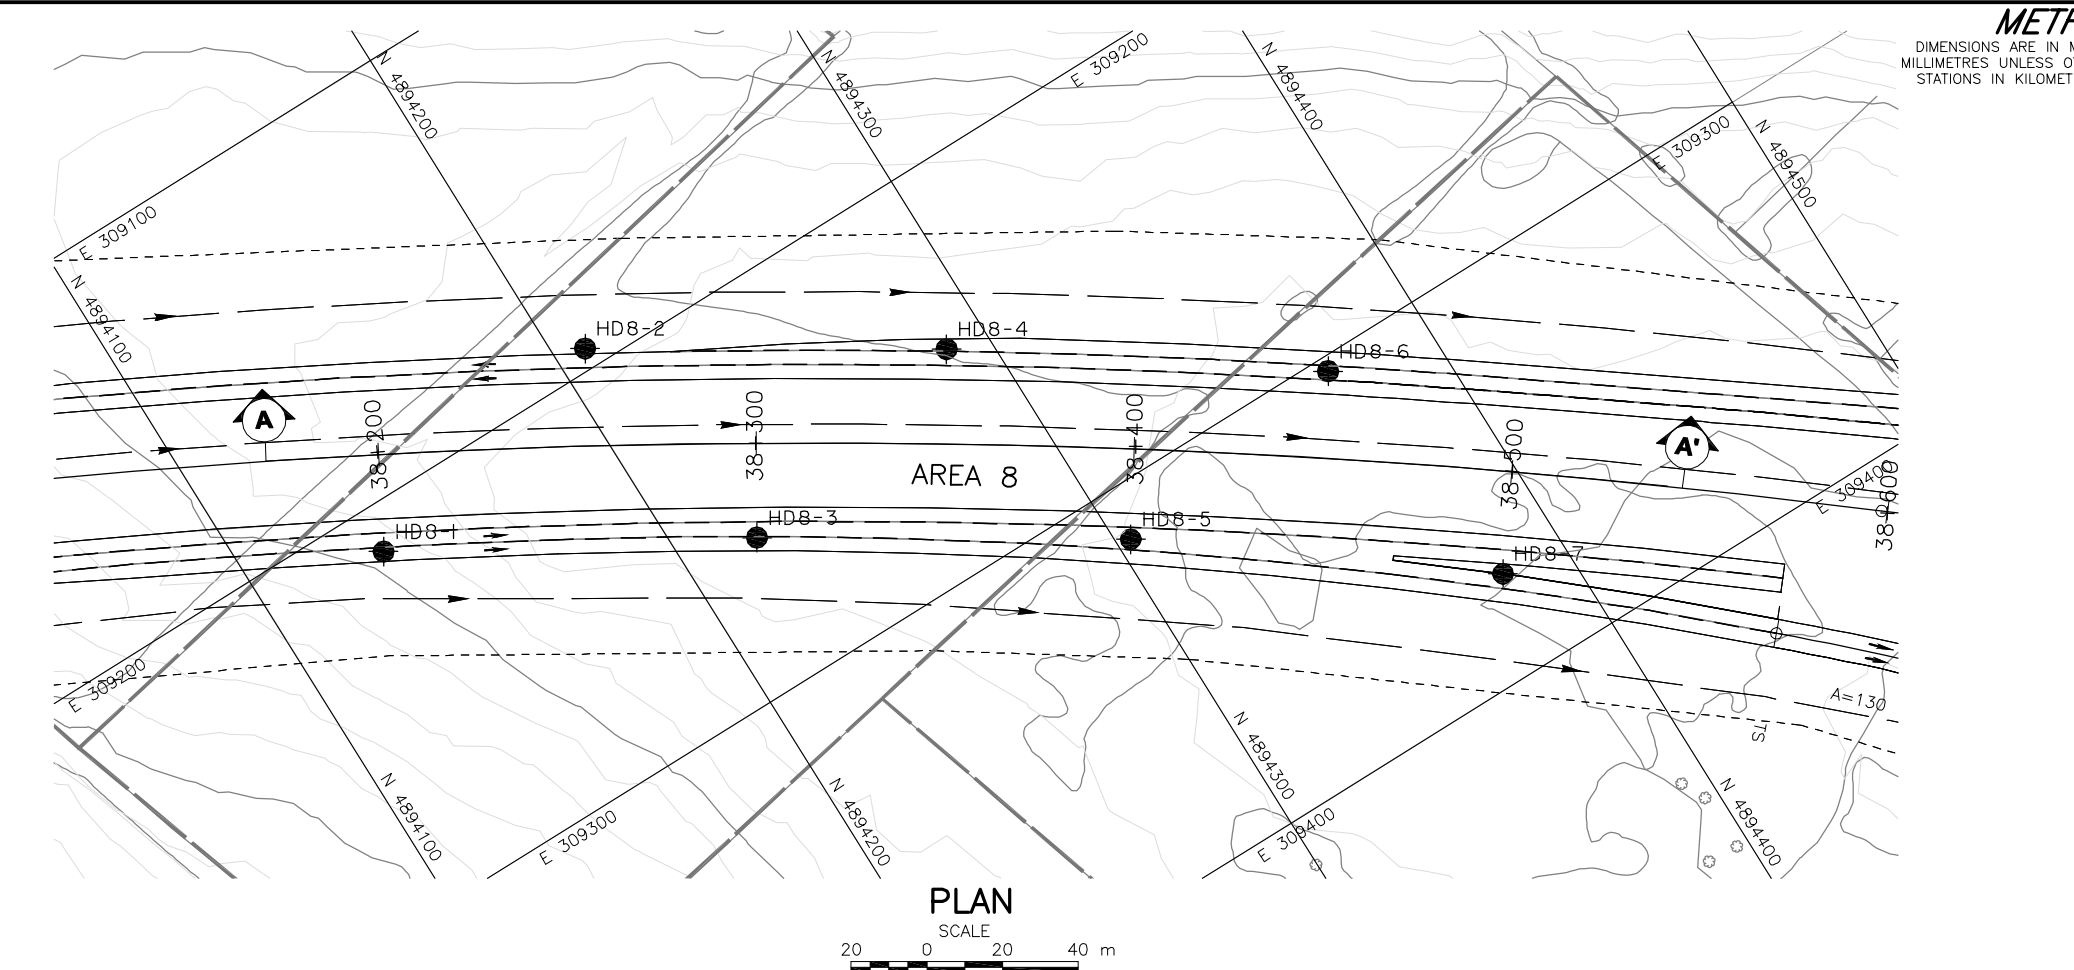 METR
DIMENSIONS ARE IN M
MILLIMETRES UNLESS O
STATIONS IN KILOMET
N 4894200
N 4894300
E 309200
N 4894400
E 309300
N 4894500
E 309100
N 4894100
HD8-2
HD8-4
HD8-6
A
38+200
38+300
38+400
38+500
A'
AREA 8
E 309400
38+600
HD8-1
HD8-3
HD8-5
HD8-7
E 309200
A=130
TS
N 4894300
N 4894100
N 4894200
N 4894400
E 309300
E 309400
PLAN
SCALE
20 0 20 40 m